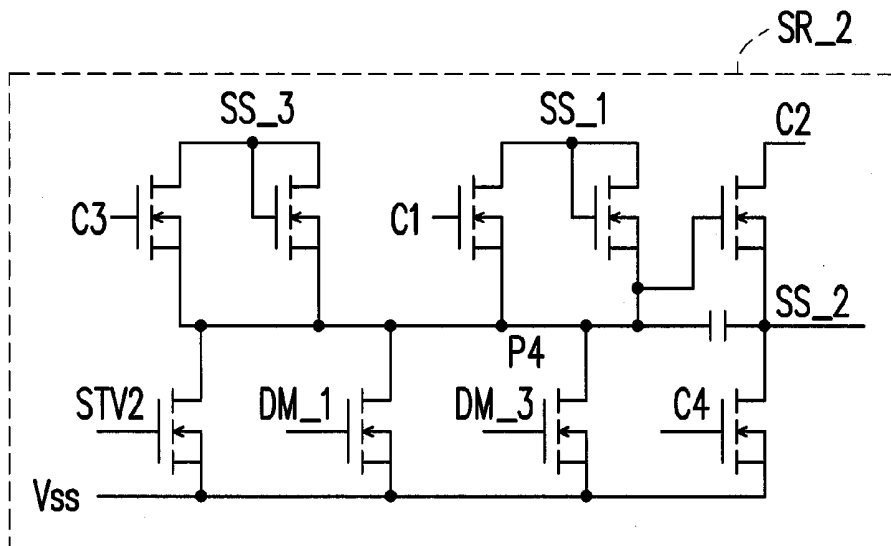 SR_2
SS_3
SS_1
C2
C3
C1
SS_2
P4
STV2
DM_1
DM_3
C4
Vss